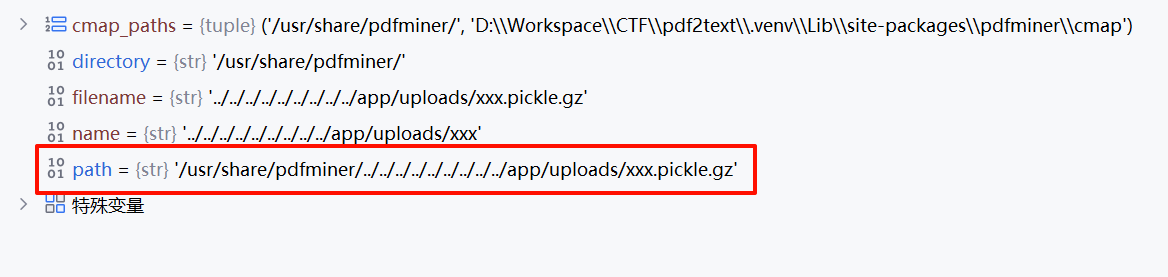 cmap_paths = {tuple} ('/usr/share/pdfminer/', 'D:\\Workspace\\CTF\\pdf2text\\.venv\\Lib\\site-packages\\pdfminer\\cmap')
directory = {str} '/usr/share/pdfminer/'
filename = {str} '../../../../../../../../../app/uploads/xxx.pickle.gz'
name = {str} '../../../../../../../../../app/uploads/xxx'
path = {str} '/usr/share/pdfminer/../../../../../../../../../app/uploads/xxx.pickle.gz'
特殊变量